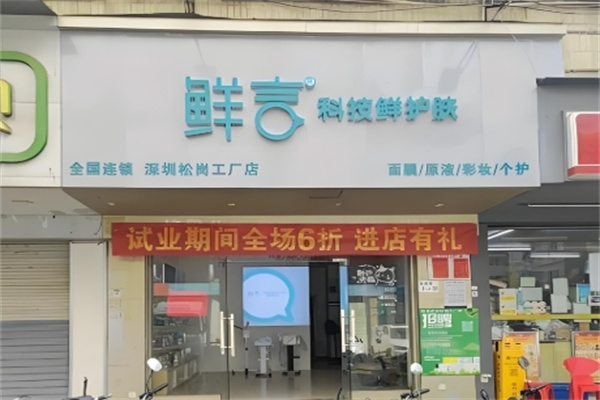 鲜言 科技鲜护肤
全国连锁 深圳松岗工厂店
面膜/原液/彩妆/个护
试业期间全场6折 进店有礼
招聘